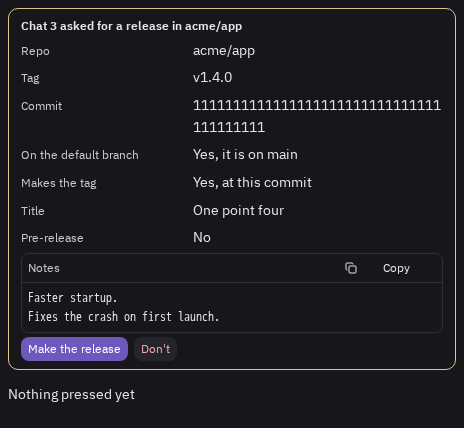 Chat 3 asked for a release in acme/app
Repo acme/app
Tag v1.4.0
Commit 1111111111111111111111111111111
111111111
On the default branch Yes, it is on main
Makes the tag Yes, at this commit
Title One point four
Pre-release No
Notes Copy
Faster startup.
Fixes the crash on first launch.
Make the release Don't
Nothing pressed yet